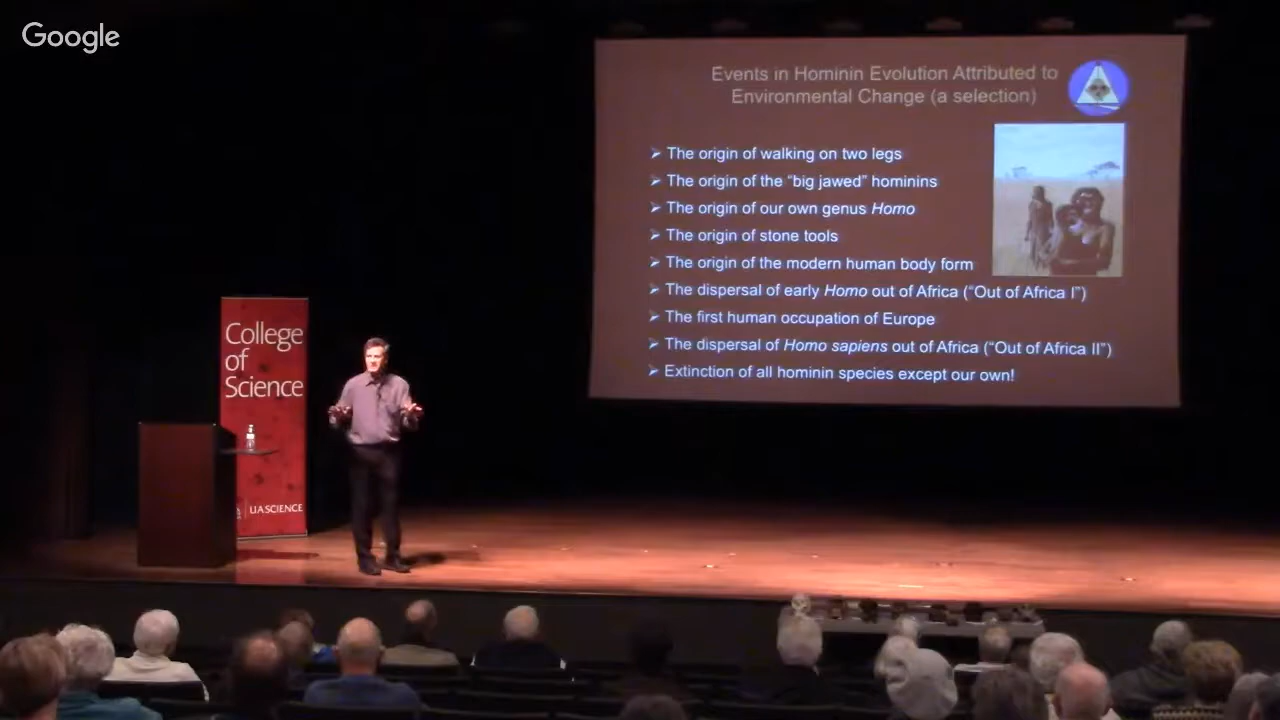 Google
Events in Hominin Evolution Attributed to
Environmental Change (a selection)
➢ The origin of walking on two legs
➢ The origin of the “big jawed” hominins
➢ The origin of our own genus Homo
➢ The origin of stone tools
➢ The origin of the modern human body form
➢ The dispersal of early Homo out of Africa (“Out of Africa I”)
➢ The first human occupation of Europe
➢ The dispersal of Homo sapiens out of Africa (“Out of Africa II”)
➢ Extinction of all hominin species except our own!
College
of
Science
UA SCIENCE